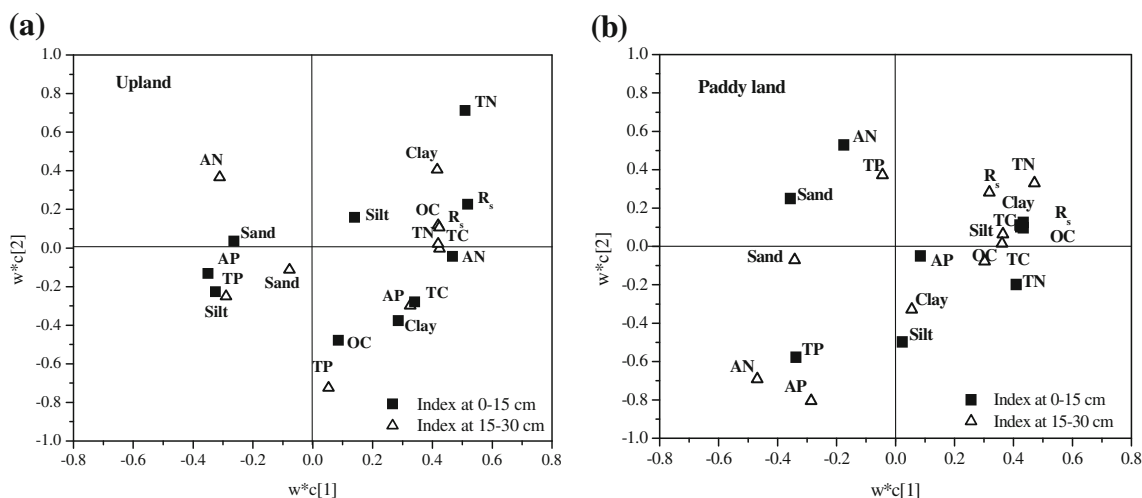 (a)
1.0
0.8
0.6
0.4
0.2
0.0
-0.2
-0.4
-0.6
-0.8
-1.0
w*c[2]
Upland
TN
Clay
AN
Silt
OC
Rs
Rs
TN TC
Sand
AN
AP
TP
Sand
Silt
AP
TC
Clay
OC
TP
Index at 0-15 cm
Index at 15-30 cm
-0.8 -0.6 -0.4 -0.2 0.0 0.2 0.4 0.6 0.8
w*c[1]
(b)
1.0
0.8
0.6
0.4
0.2
0.0
-0.2
-0.4
-0.6
-0.8
-1.0
w*c[2]
Paddy land
AN
TP
Sand
Rs
TN
Clay
TC
Rs
Silt
OC
Sand
AP
OC
TC
TN
Clay
Silt
TP
AN
AP
Index at 0-15 cm
Index at 15-30 cm
-0.8 -0.6 -0.4 -0.2 0.0 0.2 0.4 0.6 0.8
w*c[1]